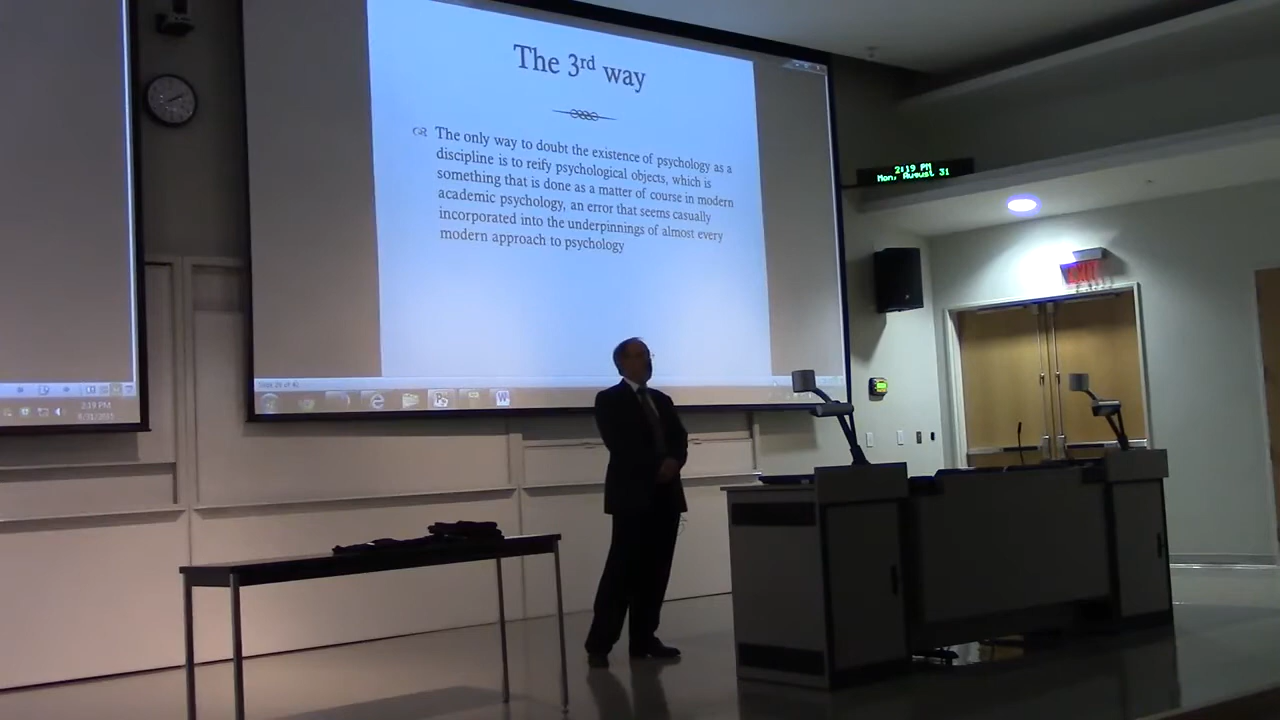 The 3rd way
The only way to doubt the existence of psychology as a
discipline is to reify psychological objects, which is
something that is done as a matter of course in modern
academic psychology, an error that seems casually
incorporated into the underpinnings of almost every
modern approach to psychology
2:19 PM
Mon, August 31
EXIT
2:19 PM
8/31/2015